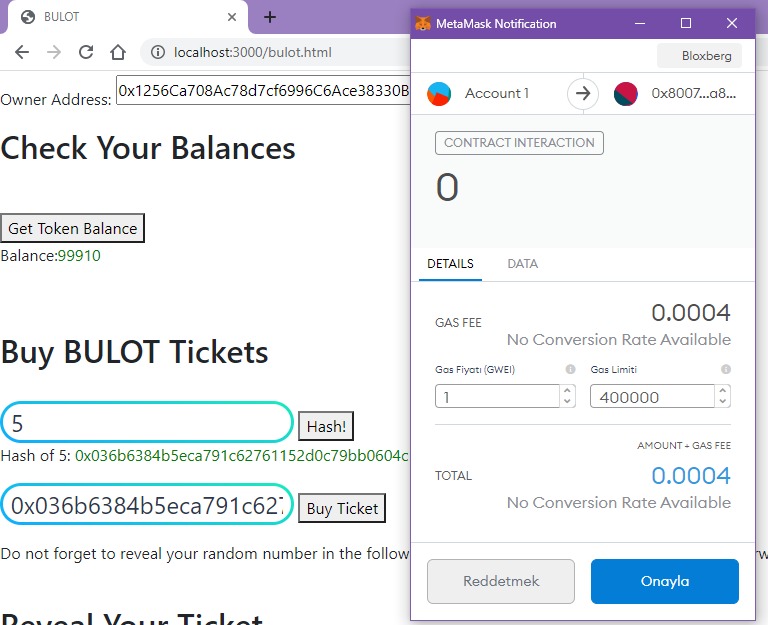 BULOT
localhost:3000/bulot.html
Owner Address: 0x1256Ca708Ac78d7cf6996C6Ace38330B
Check Your Balances
Get Token Balance
Balance:99910
Buy BULOT Tickets
5 Hash!
Hash of 5: 0x036b6384b5eca791c62761152d0c79bb0604c
0x036b6384b5eca791c627 Buy Ticket
Do not forget to reveal your random number in the follow
Reveal Your Ticket
MetaMask Notification
Bloxberg
Account 1 0x8007...a8...
CONTRACT INTERACTION
0
DETAILS DATA
GAS FEE 0.0004
No Conversion Rate Available
Gas Fiyatı (GWEI) Gas Limiti
1 400000
AMOUNT + GAS FEE
TOTAL 0.0004
No Conversion Rate Available
Reddetmek Onayla